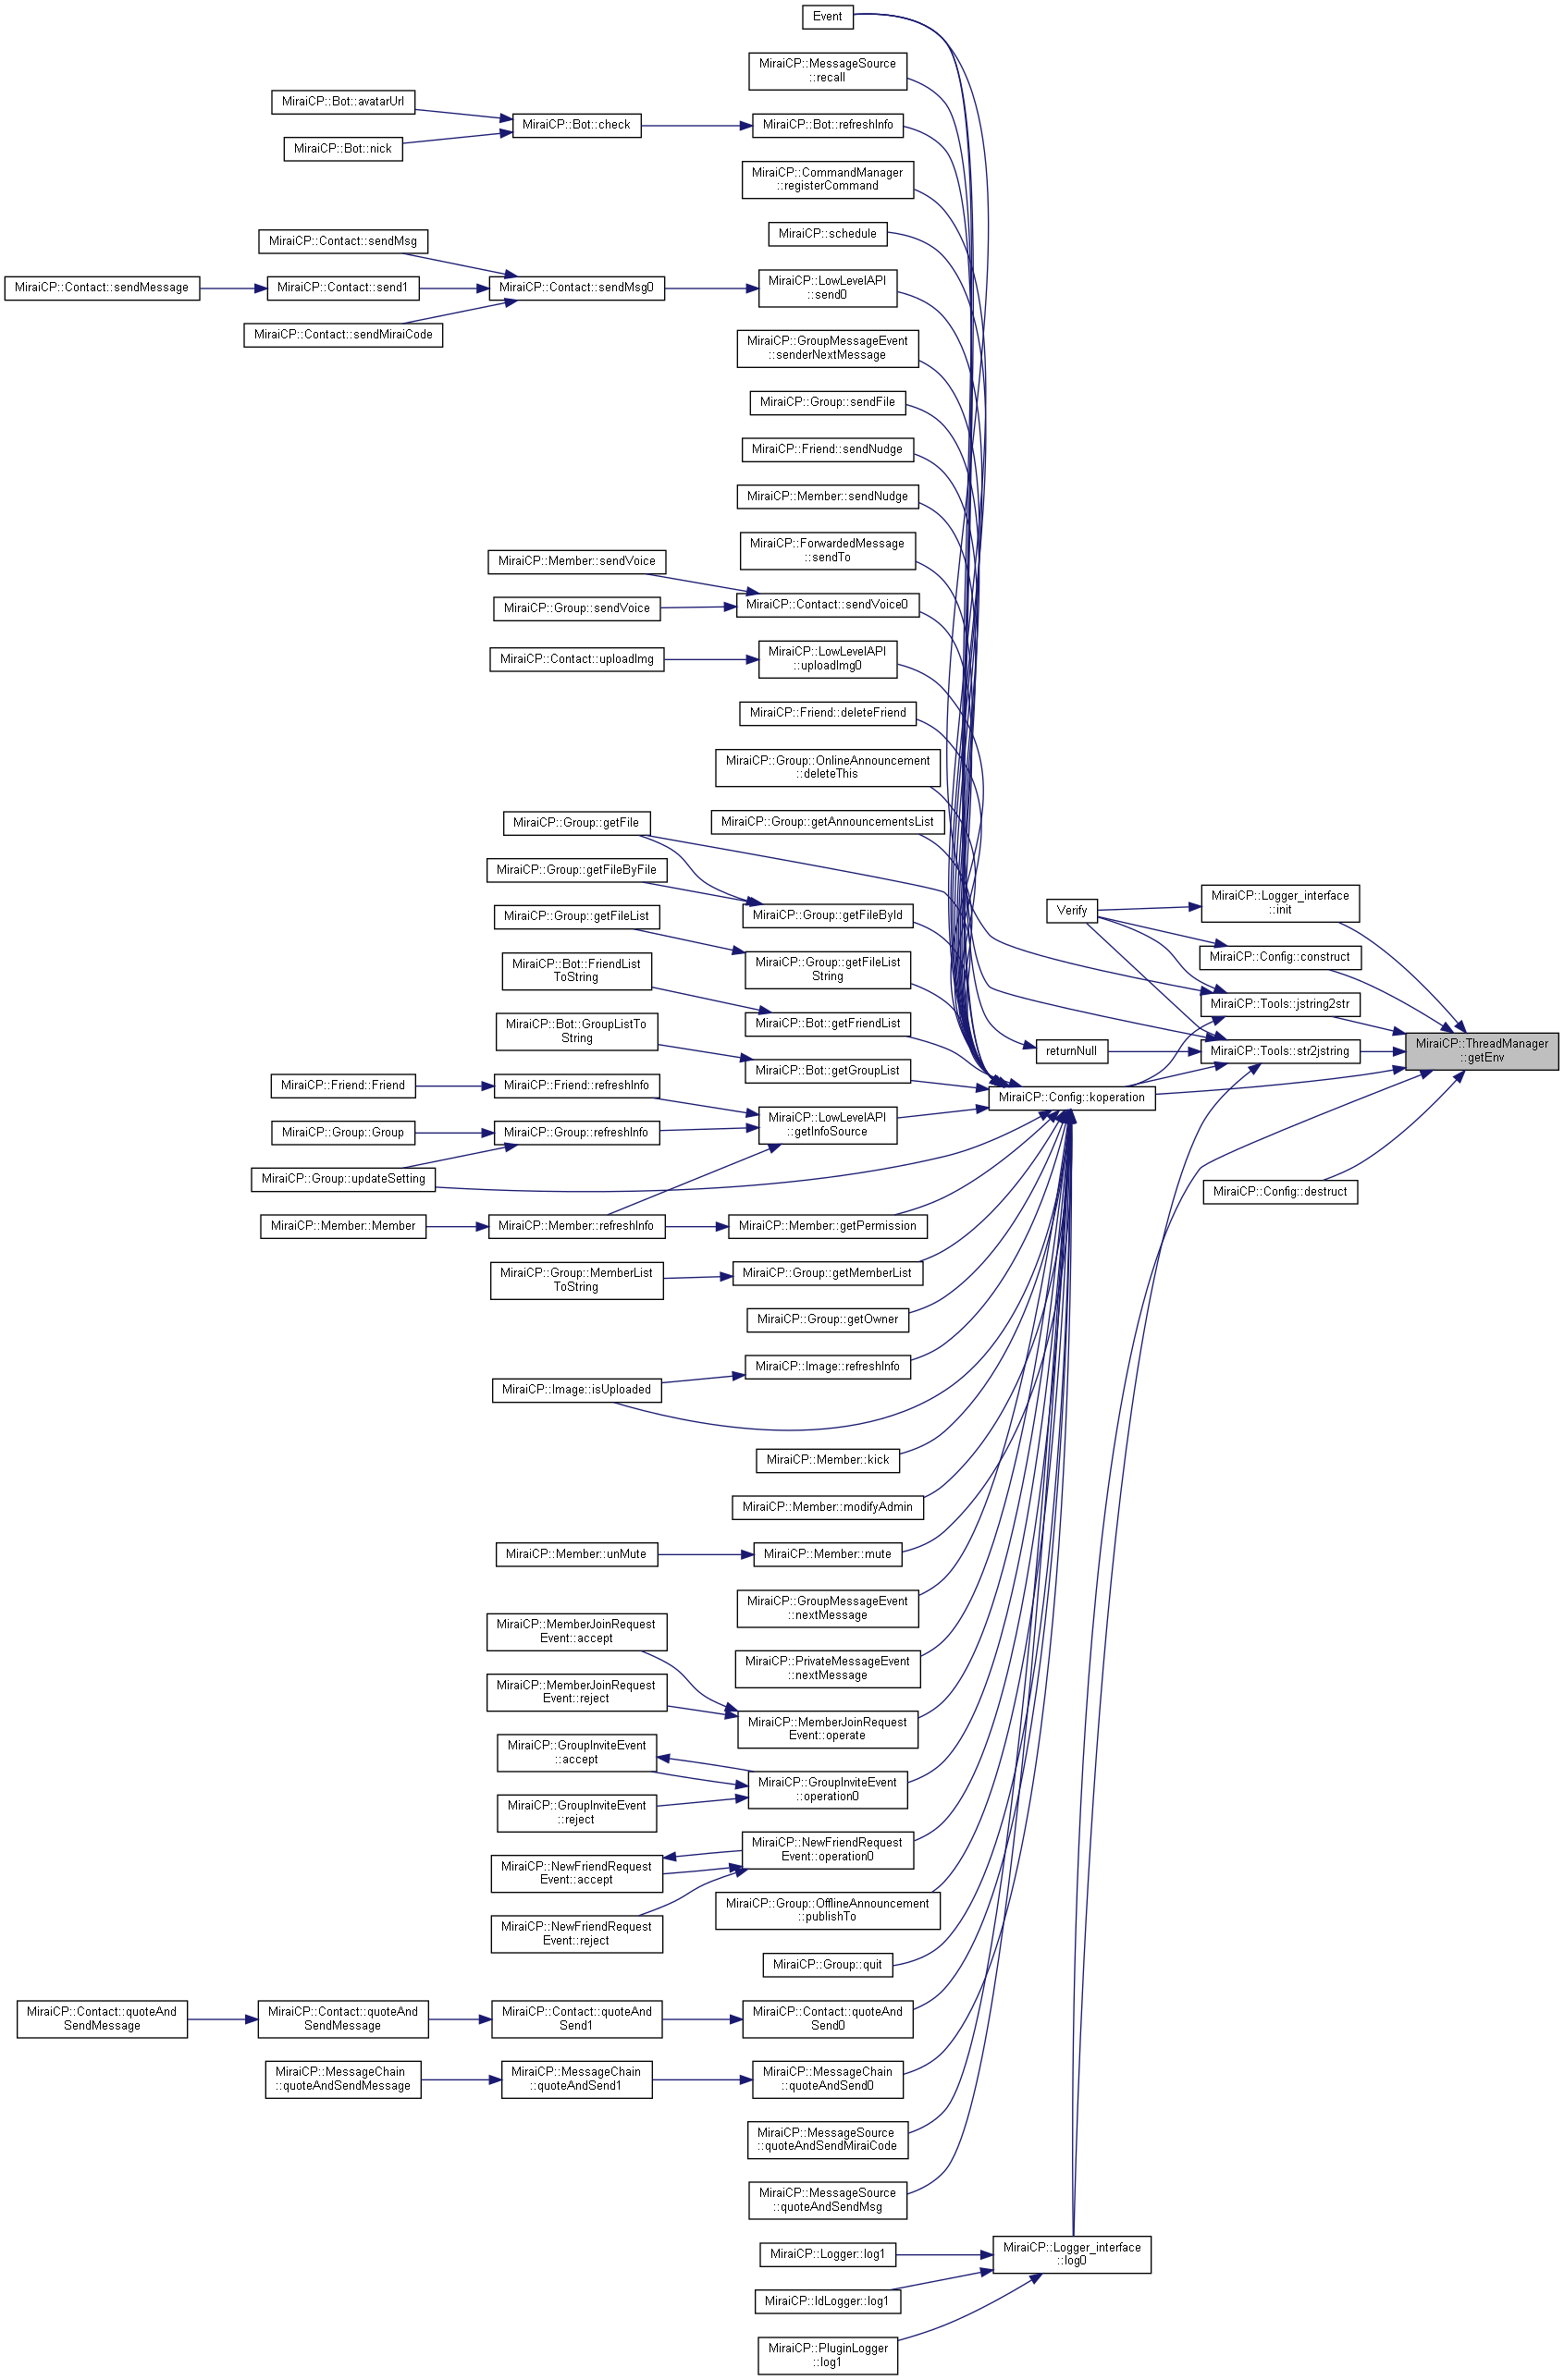 Event
MiraiCP::MessageSource
::recall
MiraiCP::Bot::avatarUrl
MiraiCP::Bot::check
MiraiCP::Bot::refreshInfo
MiraiCP::Bot::nick
MiraiCP::CommandManager
::registerCommand
MiraiCP::schedule
MiraiCP::Contact::sendMsg
MiraiCP::Contact::sendMessage
MiraiCP::Contact::send1
MiraiCP::Contact::sendMsg0
MiraiCP::LowLevelAPI
::send0
MiraiCP::Contact::sendMiraiCode
MiraiCP::GroupMessageEvent
::senderNextMessage
MiraiCP::Group::sendFile
MiraiCP::Friend::sendNudge
MiraiCP::Member::sendNudge
MiraiCP::ForwardedMessage
::sendTo
MiraiCP::Member::sendVoice
MiraiCP::Group::sendVoice
MiraiCP::Contact::sendVoice0
MiraiCP::Contact::uploadImg
MiraiCP::LowLevelAPI
::uploadImg0
MiraiCP::Friend::deleteFriend
MiraiCP::Group::OnlineAnnouncement
::deleteThis
MiraiCP::Group::getFile
MiraiCP::Group::getAnnouncementsList
MiraiCP::Group::getFileByFile
MiraiCP::Group::getFileList
MiraiCP::Group::getFileById
Verify
MiraiCP::Logger_interface
::init
MiraiCP::Bot::FriendList
ToString
MiraiCP::Group::getFileList
String
MiraiCP::Config::construct
MiraiCP::Tools::jstring2str
MiraiCP::Bot::GroupListTo
String
MiraiCP::Bot::getFriendList
returnNull
MiraiCP::Tools::str2jstring
MiraiCP::ThreadManager
::getEnv
MiraiCP::Bot::getGroupList
MiraiCP::Friend::Friend
MiraiCP::Friend::refreshInfo
MiraiCP::Config::koperation
MiraiCP::Group::Group
MiraiCP::Group::refreshInfo
MiraiCP::LowLevelAPI
::getInfoSource
MiraiCP::Group::updateSetting
MiraiCP::Config::destruct
MiraiCP::Member::Member
MiraiCP::Member::refreshInfo
MiraiCP::Member::getPermission
MiraiCP::Group::MemberList
ToString
MiraiCP::Group::getMemberList
MiraiCP::Group::getOwner
MiraiCP::Image::refreshInfo
MiraiCP::Image::isUploaded
MiraiCP::Member::kick
MiraiCP::Member::modifyAdmin
MiraiCP::Member::unMute
MiraiCP::Member::mute
MiraiCP::GroupMessageEvent
::nextMessage
MiraiCP::MemberJoinRequest
Event::accept
MiraiCP::PrivateMessageEvent
::nextMessage
MiraiCP::MemberJoinRequest
Event::reject
MiraiCP::MemberJoinRequest
Event::operate
MiraiCP::GroupInviteEvent
::accept
MiraiCP::GroupInviteEvent
::operation0
MiraiCP::GroupInviteEvent
::reject
MiraiCP::NewFriendRequest
Event::operation0
MiraiCP::NewFriendRequest
Event::accept
MiraiCP::Group::OfflineAnnouncement
::publishTo
MiraiCP::NewFriendRequest
Event::reject
MiraiCP::Group::quit
MiraiCP::Contact::quoteAnd
SendMessage
MiraiCP::Contact::quoteAnd
SendMessage
MiraiCP::Contact::quoteAnd
Send1
MiraiCP::Contact::quoteAnd
Send0
MiraiCP::MessageChain
::quoteAndSendMessage
MiraiCP::MessageChain
::quoteAndSend1
MiraiCP::MessageChain
::quoteAndSend0
MiraiCP::MessageSource
::quoteAndSendMiraiCode
MiraiCP::MessageSource
::quoteAndSendMsg
MiraiCP::Logger::log1
MiraiCP::Logger_interface
::log0
MiraiCP::IdLogger::log1
MiraiCP::PluginLogger
::log1